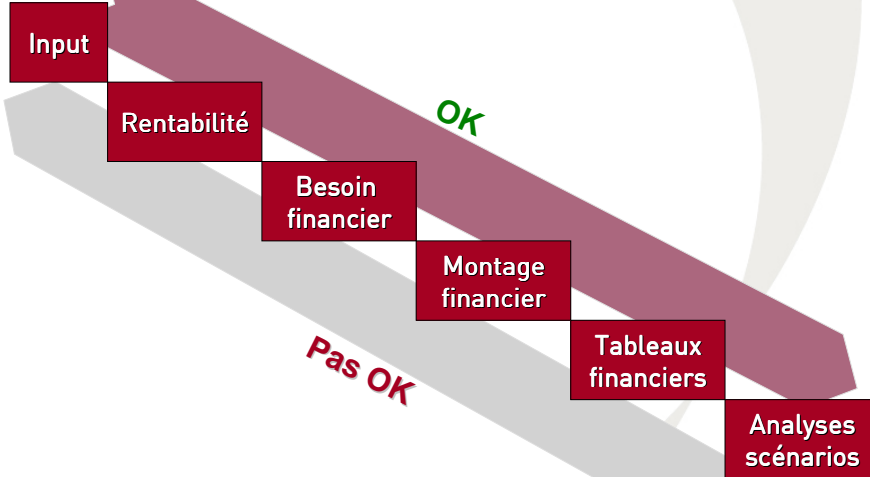 Input
Rentabilité
OK
Besoin
financier
Montage
financier
Pas OK
Tableaux
financiers
Analyses
scénarios